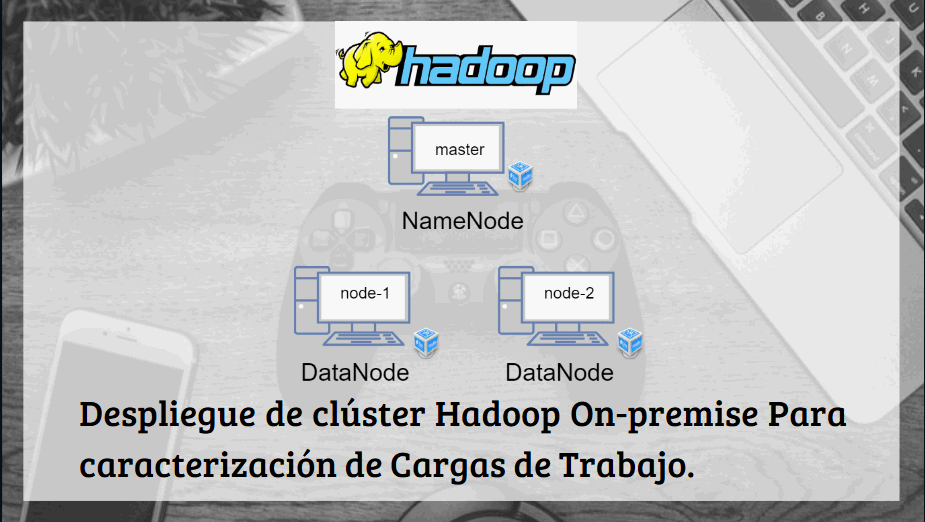 hadoop
master
NameNode
node-1
node-2
DataNode
DataNode
Despliegue de clúster Hadoop On-premise Para
caracterización de Cargas de Trabajo.